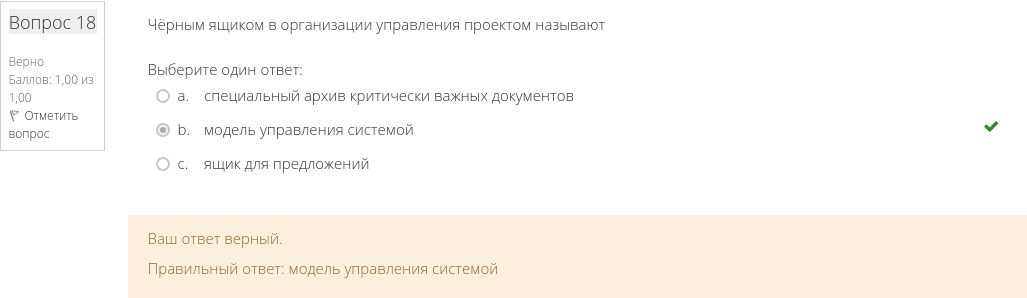 Вопрос 18
Верно
Баллов: 1,00 из
1,00
Отметить
вопрос
Чёрным ящиком в организации управления проектом называют
Выберите один ответ:
a. специальный архив критически важных документов
b. модель управления системой
c. ящик для предложений
Ваш ответ верный.
Правильный ответ: модель управления системой